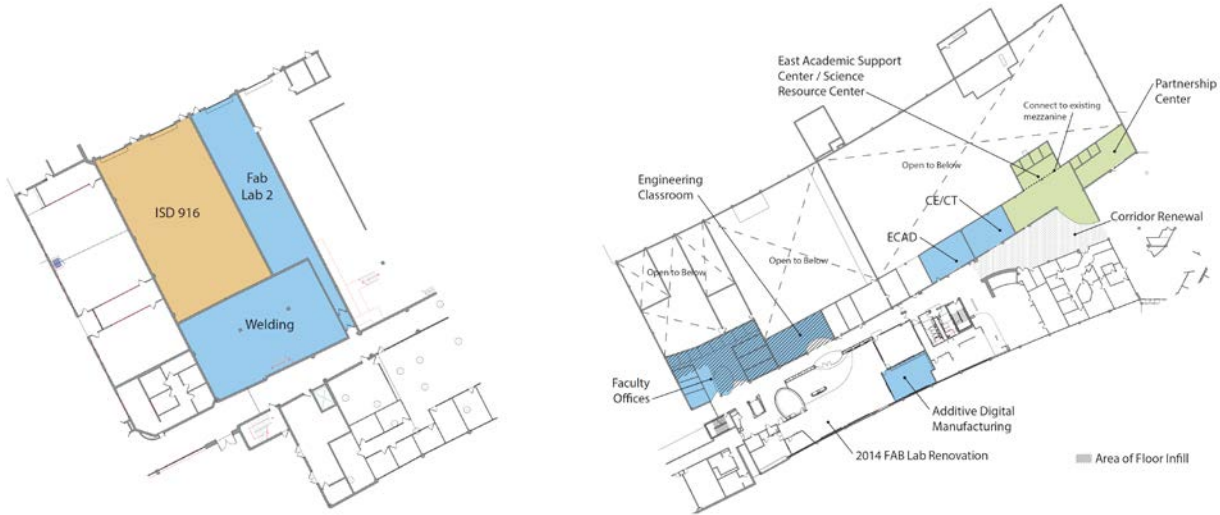 ISD 916
Fab
Lab 2
Welding
East Academic Support
Center / Science
Resource Center
Partnership
Center
Connect to existing
mezzanine
Open to Below
Engineering
Classroom
CE/CT
Corridor Renewal
ECAD
Open to Below
Open to Below
Faculty
Offices
Additive Digital
Manufacturing
2014 FAB Lab Renovation
Area of Floor Infill